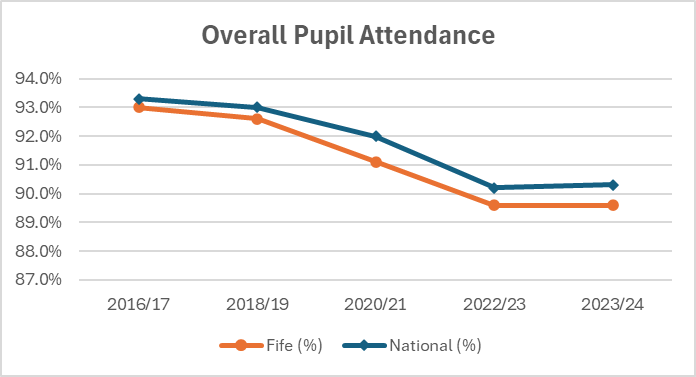 Overall Pupil Attendance
94.0%
93.0%
92.0%
91.0%
90.0%
89.0%
88.0%
87.0%
2016/17 2018/19 2020/21 2022/23 2023/24
Fife (%) National (%)